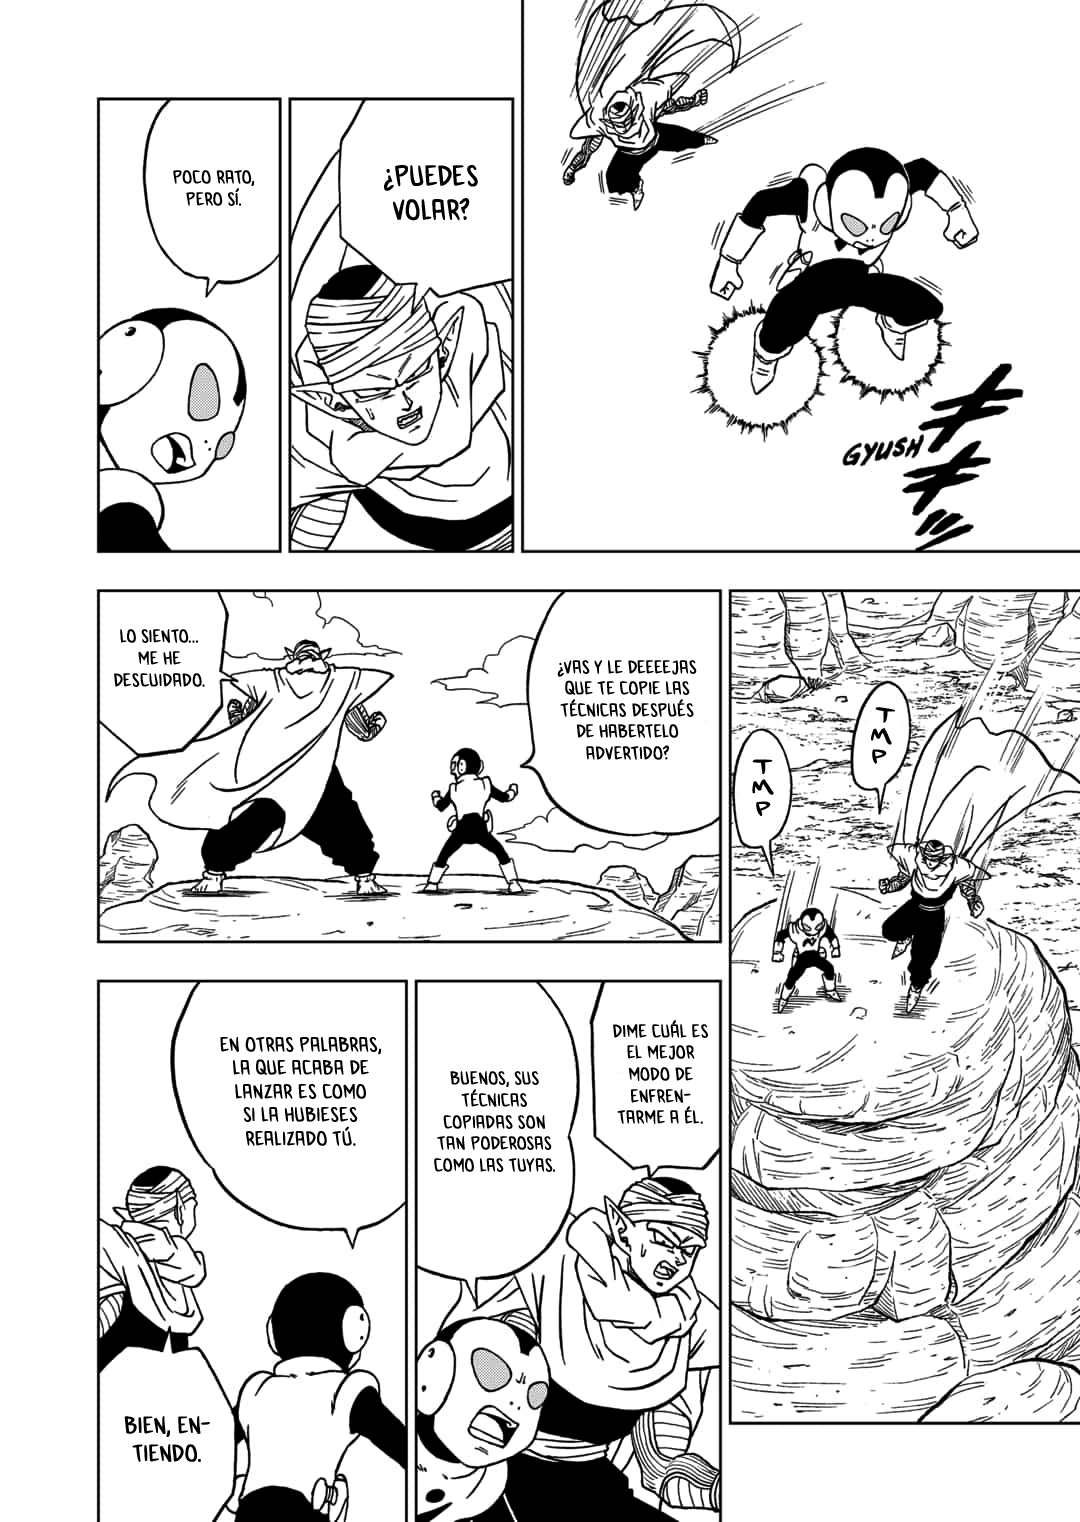 GYUSH
¿PUEDES
VOLAR?
POCO RATO,
PERO SÍ.
TMP
TMP
¿VAS Y LE DEEEEJAS
QUE TE COPIE LAS
TÉCNICAS DESPUÉS
DE HABERTELO
ADVERTIDO?
LO SIENTO...
ME HE
DESCUIDADO.
DIME CUÁL ES
EL MEJOR
MODO DE
ENFREN-
TARME A ÉL.
BUENOS, SUS
TÉCNICAS
COPIADAS SON
TAN PODEROSAS
COMO LAS TUYAS.
EN OTRAS PALABRAS,
LA QUE ACABA DE
LANZAR ES COMO
SI LA HUBIESES
REALIZADO TÚ.
BIEN, EN-
TIENDO.